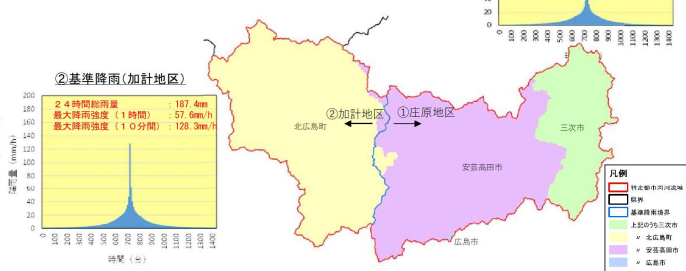 20
0
0
100
200
300
400
500
600
700
800
900
1000
1100
1200
1300
1400
②基準降雨(加計地区)
24時間総雨量 :187.4mm
最大降雨強度(1時間) :57.6mm/h
最大降雨強度(10分間) :128.3mm/h
降雨量(mm/h)
200
180
160
140
120
100
80
60
40
20
0
0
100
200
300
400
500
600
700
800
900
1000
1100
1200
1300
1400
時間(分)
②加計地区 ①庄原地区
北広島町
三次市
安芸高田市
広島市
凡例
特定都市河川流域
県界
基準降雨境界
上記のうち三次市
〃 北広島町
〃 安芸高田市
〃 広島市